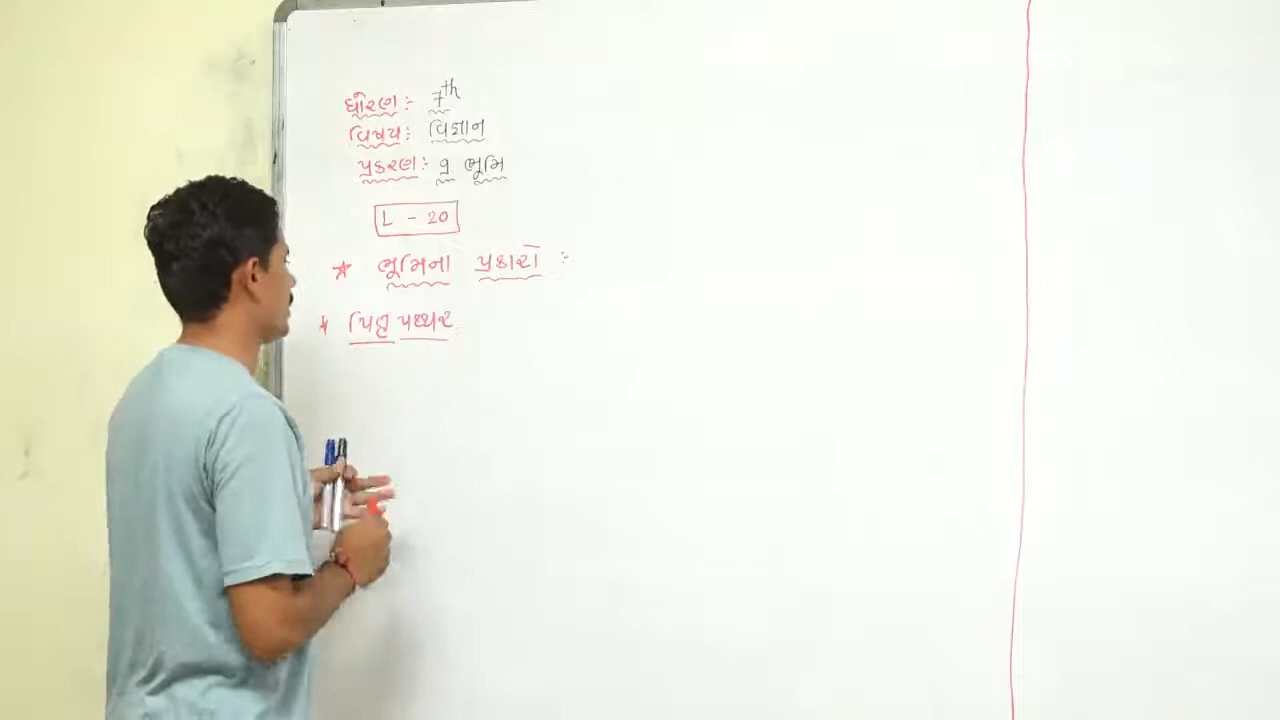 ધોરણ:- 7th
વિષય: વિજ્ઞાન
પ્રકરણ:- ૧ ભૂમિ
L - 20
★ ભૂમિના પ્રકારો :-
★ પિતૃ પથ્થર